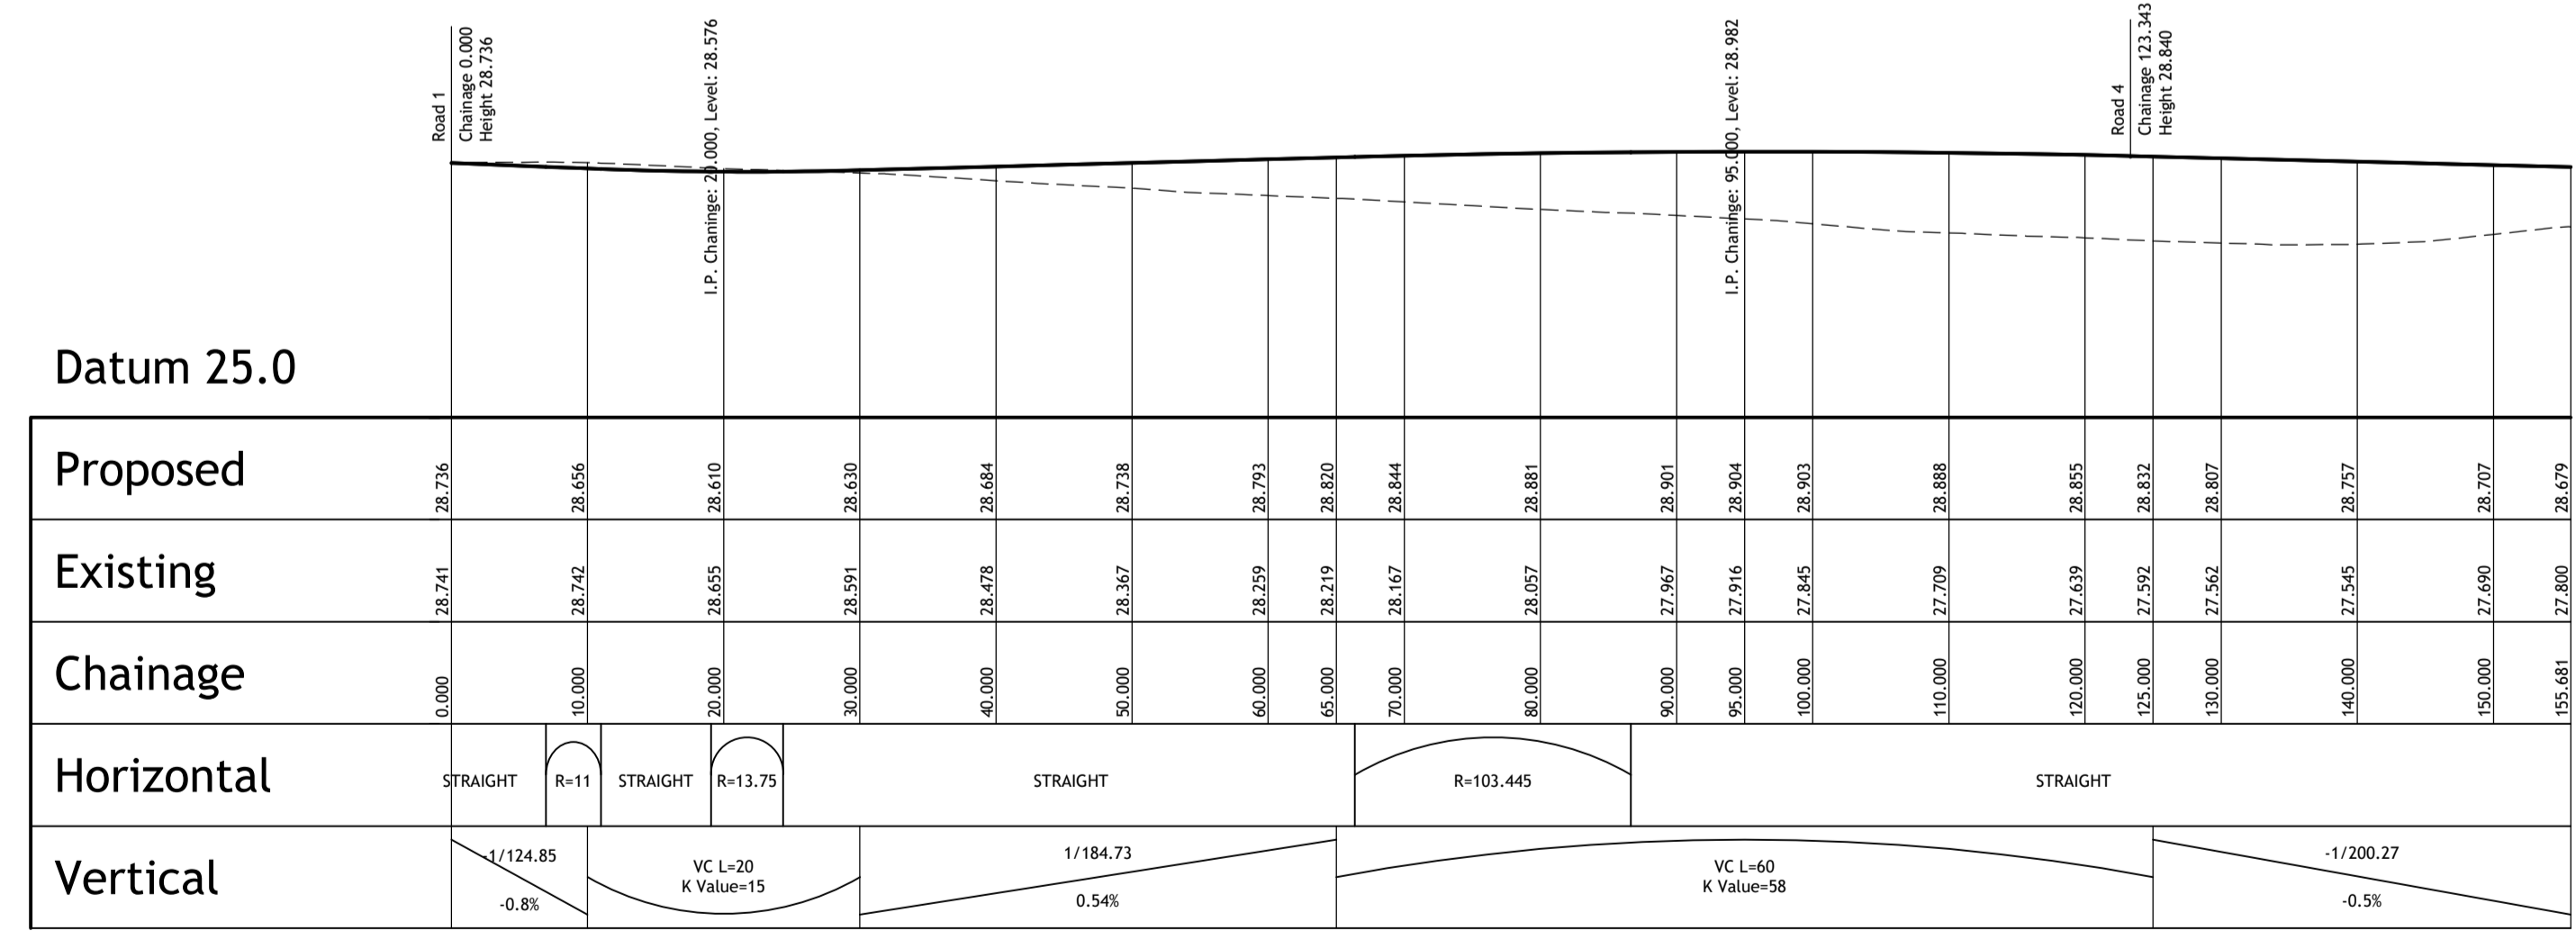 Road 1
Chainage 0.000
Height 28.736
I.P. Chaninge: 20.000, Level: 28.576
I.P. Chaninge: 95.000, Level: 28.982
Road 4
Chainage 123.343
Height 28.840
Datum 25.0
Proposed 28.736 28.656 28.610 28.630 28.684 28.738 28.793 28.820 28.844 28.881 28.901 28.904 28.903 28.888 28.855 28.832 28.807 28.757 28.707 28.679
Existing 28.741 28.742 28.655 28.591 28.478 28.367 28.259 28.219 28.167 28.057 27.967 27.916 27.845 27.709 27.639 27.592 27.562 27.545 27.690 27.800
Chainage 0.000 10.000 20.000 30.000 40.000 50.000 60.000 65.000 70.000 80.000 90.000 95.000 100.000 110.000 120.000 125.000 130.000 140.000 150.000 155.681
Horizontal STRAIGHT R=11 STRAIGHT R=13.75 STRAIGHT R=103.445 STRAIGHT
Vertical
-1/124.85
-0.8%
VC L=20
K Value=15
1/184.73
0.54%
VC L=60
K Value=58
-1/200.27
-0.5%